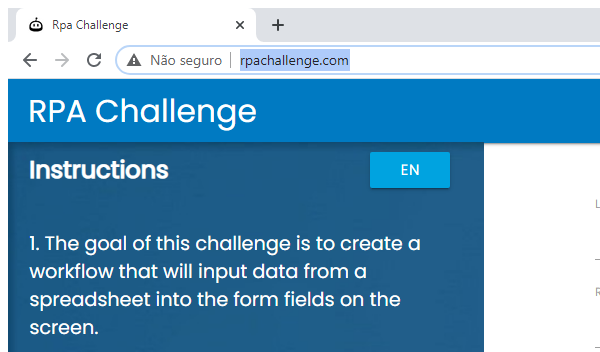 Rpa Challenge
Não seguro
rpachallenge.com
RPA Challenge
Instructions
EN
1. The goal of this challenge is to create a
workflow that will input data from a
spreadsheet into the form fields on the
screen.
L
R